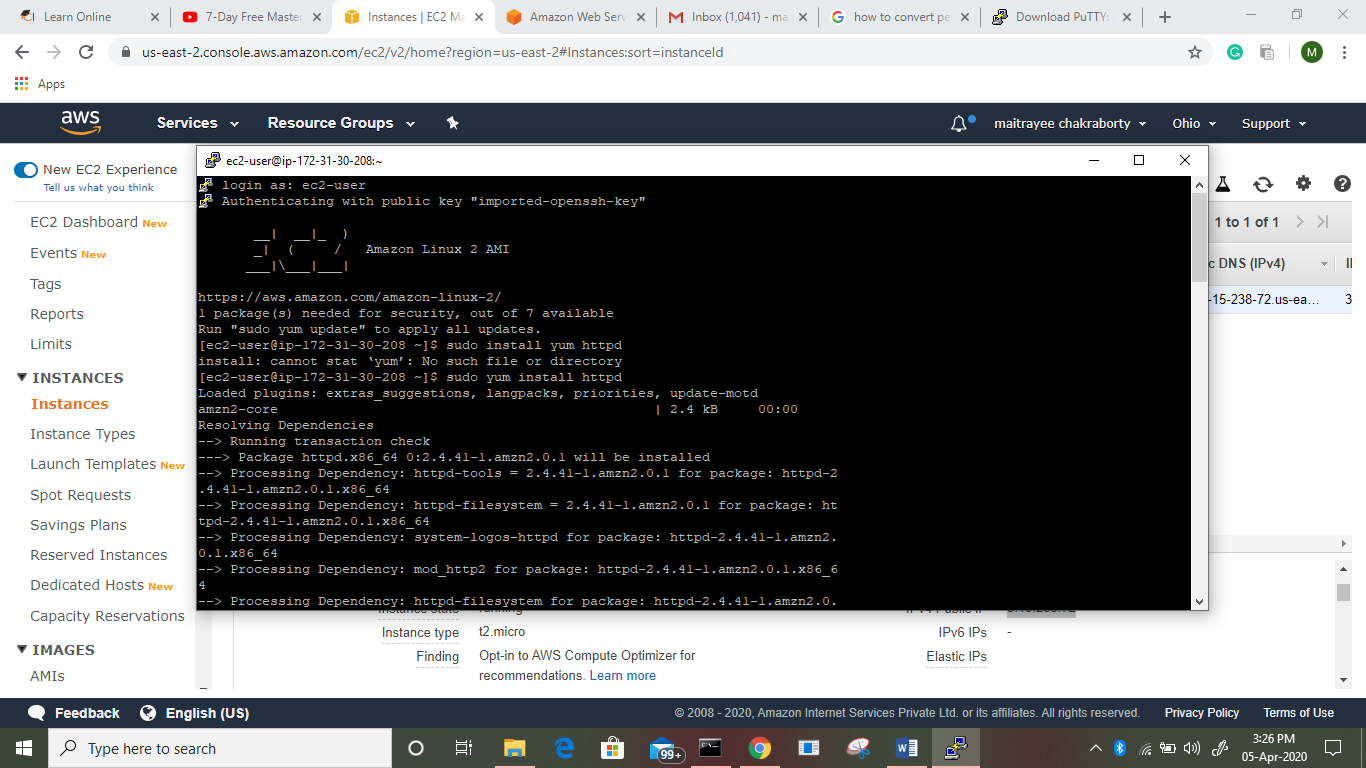 Learn Online
7-Day Free Master
Instances | EC2 Ma
Amazon Web Serv
Inbox (1,041) - ma
how to convert pe
Download PuTTY:
us-east-2.console.aws.amazon.com/ec2/v2/home?region=us-east-2#Instances:sort=instanceId
M
Apps
aws
Services
Resource Groups
maitrayee chakraborty
Ohio
Support
New EC2 Experience
Tell us what you think
EC2 Dashboard New
Events New
Tags
Reports
Limits
INSTANCES
Instances
Instance Types
Launch Templates New
Spot Requests
Savings Plans
Reserved Instances
Dedicated Hosts New
Capacity Reservations
IMAGES
AMIs
ec2-user@ip-172-31-30-208:~
login as: ec2-user
Authenticating with public key "imported-openssh-key"
__| __|_ )
_| ( / Amazon Linux 2 AMI
___|\___|___|
https://aws.amazon.com/amazon-linux-2/
1 package(s) needed for security, out of 7 available
Run "sudo yum update" to apply all updates.
[ec2-user@ip-172-31-30-208 ~]$ sudo install yum httpd
install: cannot stat ‘yum’: No such file or directory
[ec2-user@ip-172-31-30-208 ~]$ sudo yum install httpd
Loaded plugins: extras_suggestions, langpacks, priorities, update-motd
amzn2-core | 2.4 kB 00:00
Resolving Dependencies
--> Running transaction check
---> Package httpd.x86_64 0:2.4.41-1.amzn2.0.1 will be installed
--> Processing Dependency: httpd-tools = 2.4.41-1.amzn2.0.1 for package: httpd-2
.4.41-1.amzn2.0.1.x86_64
--> Processing Dependency: httpd-filesystem = 2.4.41-1.amzn2.0.1 for package: ht
tpd-2.4.41-1.amzn2.0.1.x86_64
--> Processing Dependency: system-logos-httpd for package: httpd-2.4.41-1.amzn2.
0.1.x86_64
--> Processing Dependency: mod_http2 for package: httpd-2.4.41-1.amzn2.0.1.x86_6
4
--> Processing Dependency: httpd-filesystem for package: httpd-2.4.41-1.amzn2.0.
1 to 1 of 1
c DNS (IPv4)
-15-238-72.us-ea...
3
Instance type
t2.micro
IPv6 IPs
-
Finding
Opt-in to AWS Compute Optimizer for
recommendations. Learn more
Elastic IPs
Feedback
English (US)
© 2008 - 2020, Amazon Internet Services Private Ltd. or its affiliates. All rights reserved.
Privacy Policy
Terms of Use
Type here to search
99+
3:26 PM
05-Apr-2020